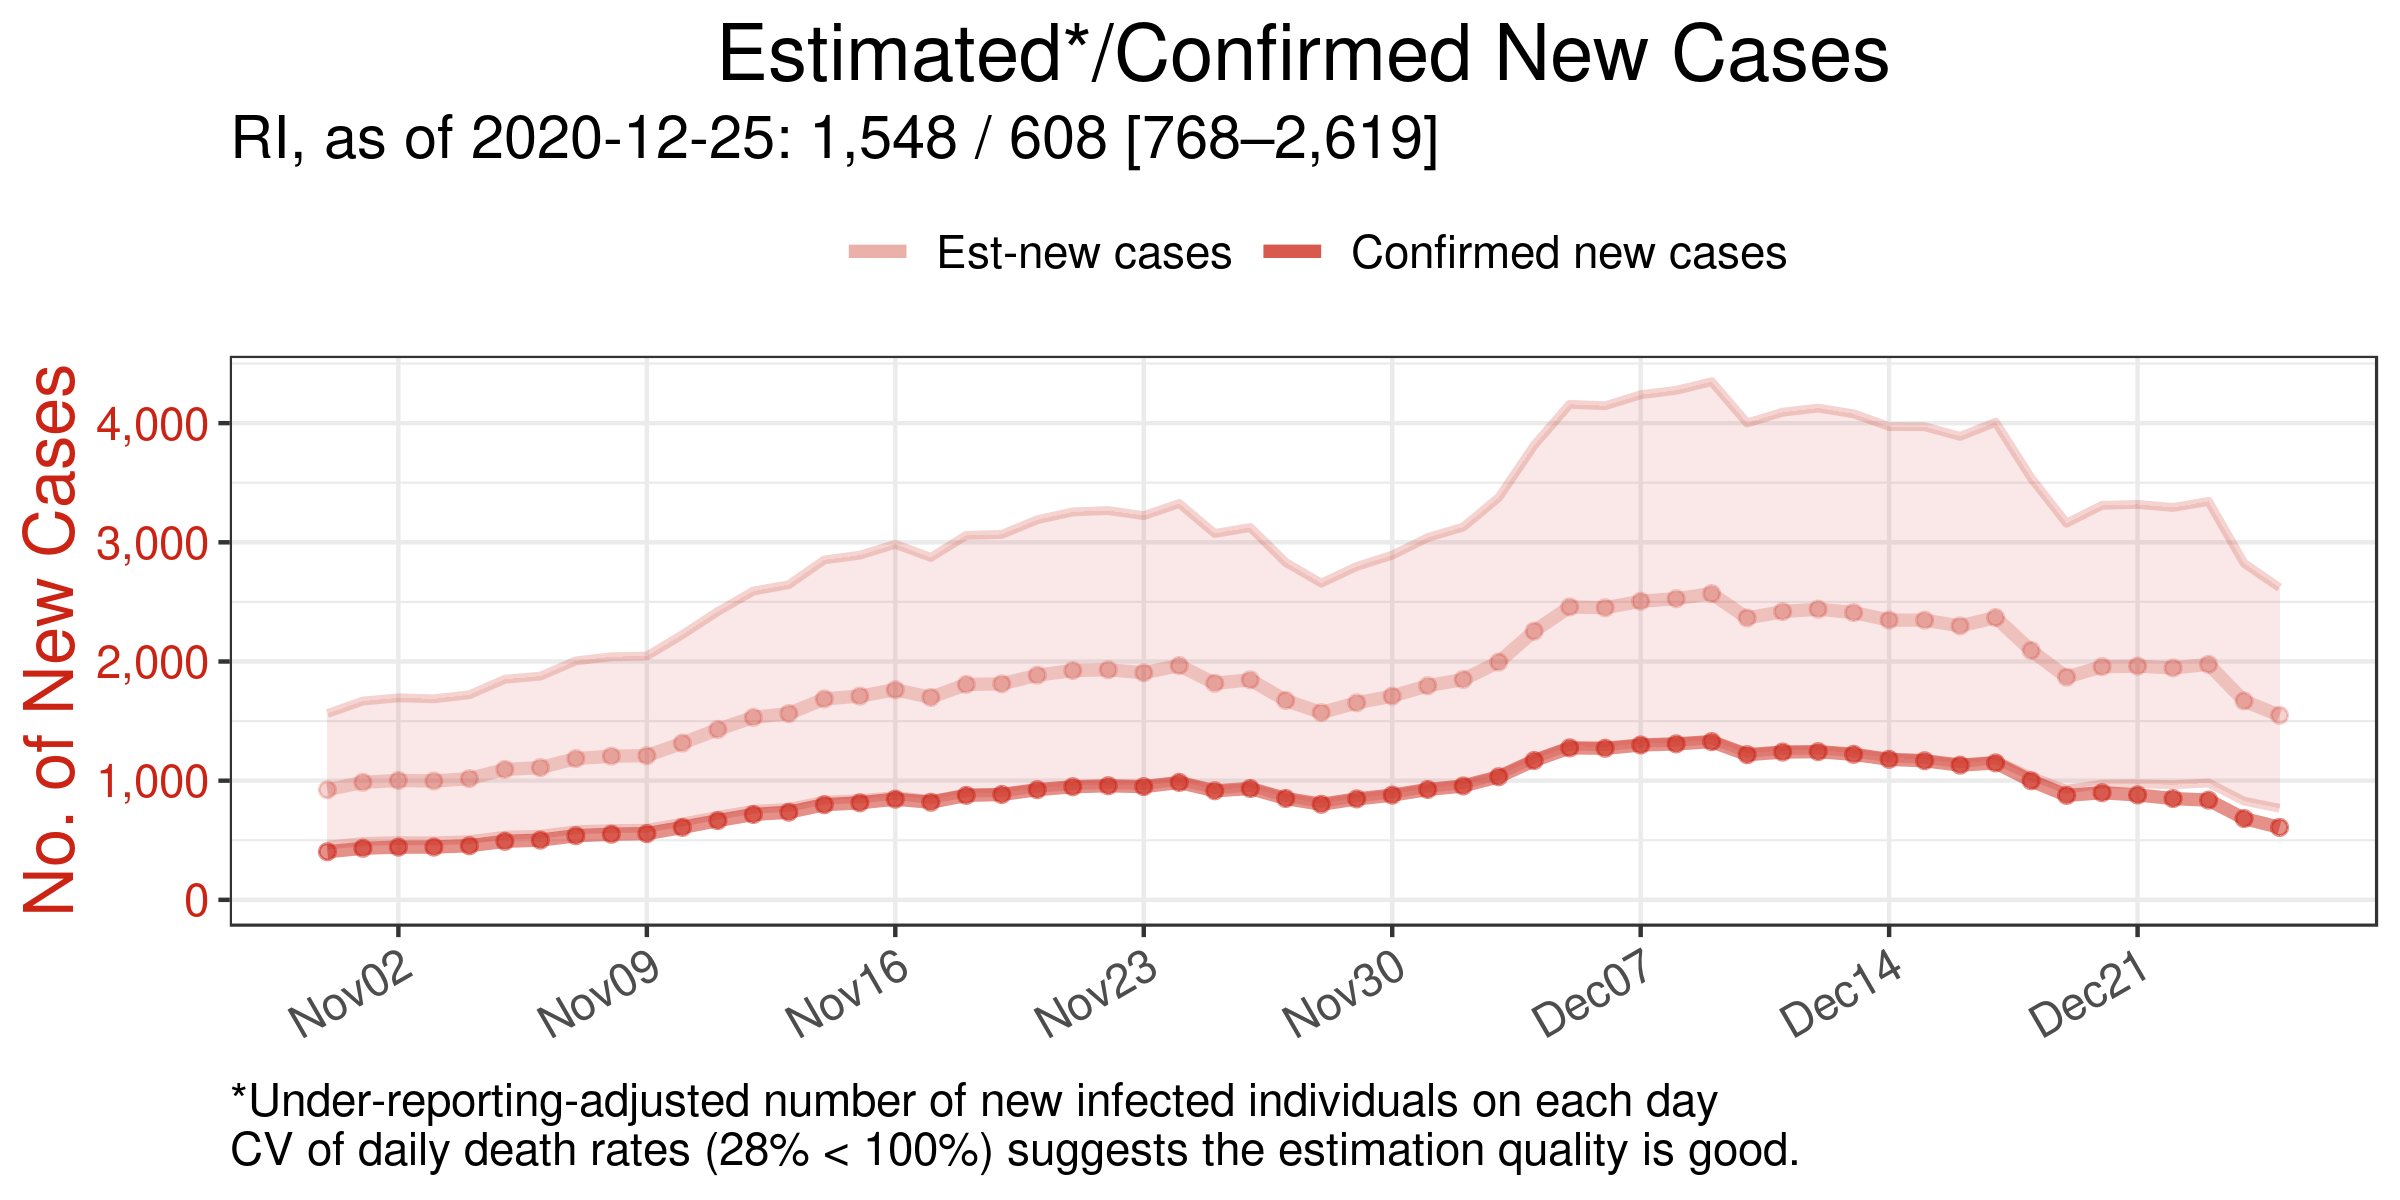 Estimated*/Confirmed New Cases
RI, as of 2020-12-25: 1,548 / 608 [768–2,619]
Est-new cases
Confirmed new cases
No. of New Cases
4,000
3,000
2,000
1,000
0
Nov02
Nov09
Nov16
Nov23
Nov30
Dec07
Dec14
Dec21
*Under-reporting-adjusted number of new infected individuals on each day
CV of daily death rates (28% < 100%) suggests the estimation quality is good.